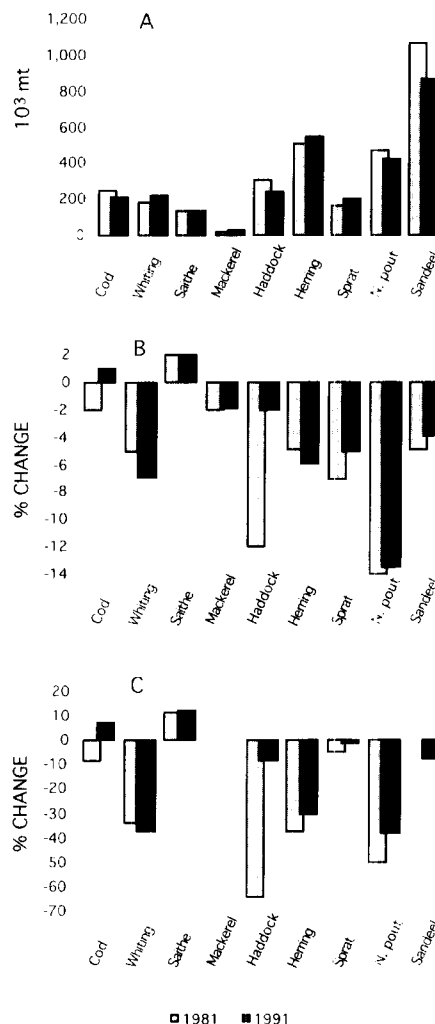 A
1,200
1,000
800
600
400
200
0
10³ mt
Cod
Whiting
Saithe
Mackerel
Haddock
Herring
Sprat
N. pout
Sandeel
B
2
0
-2
-4
-6
-8
-10
-12
-14
% CHANGE
Cod
Whiting
Saithe
Mackerel
Haddock
Herring
Sprat
N. pout
Sandeel
C
20
10
0
-10
-20
-30
-40
-50
-60
-70
% CHANGE
Cod
Whiting
Saithe
Mackerel
Haddock
Herring
Sprat
N. pout
Sandeel
1981 1991